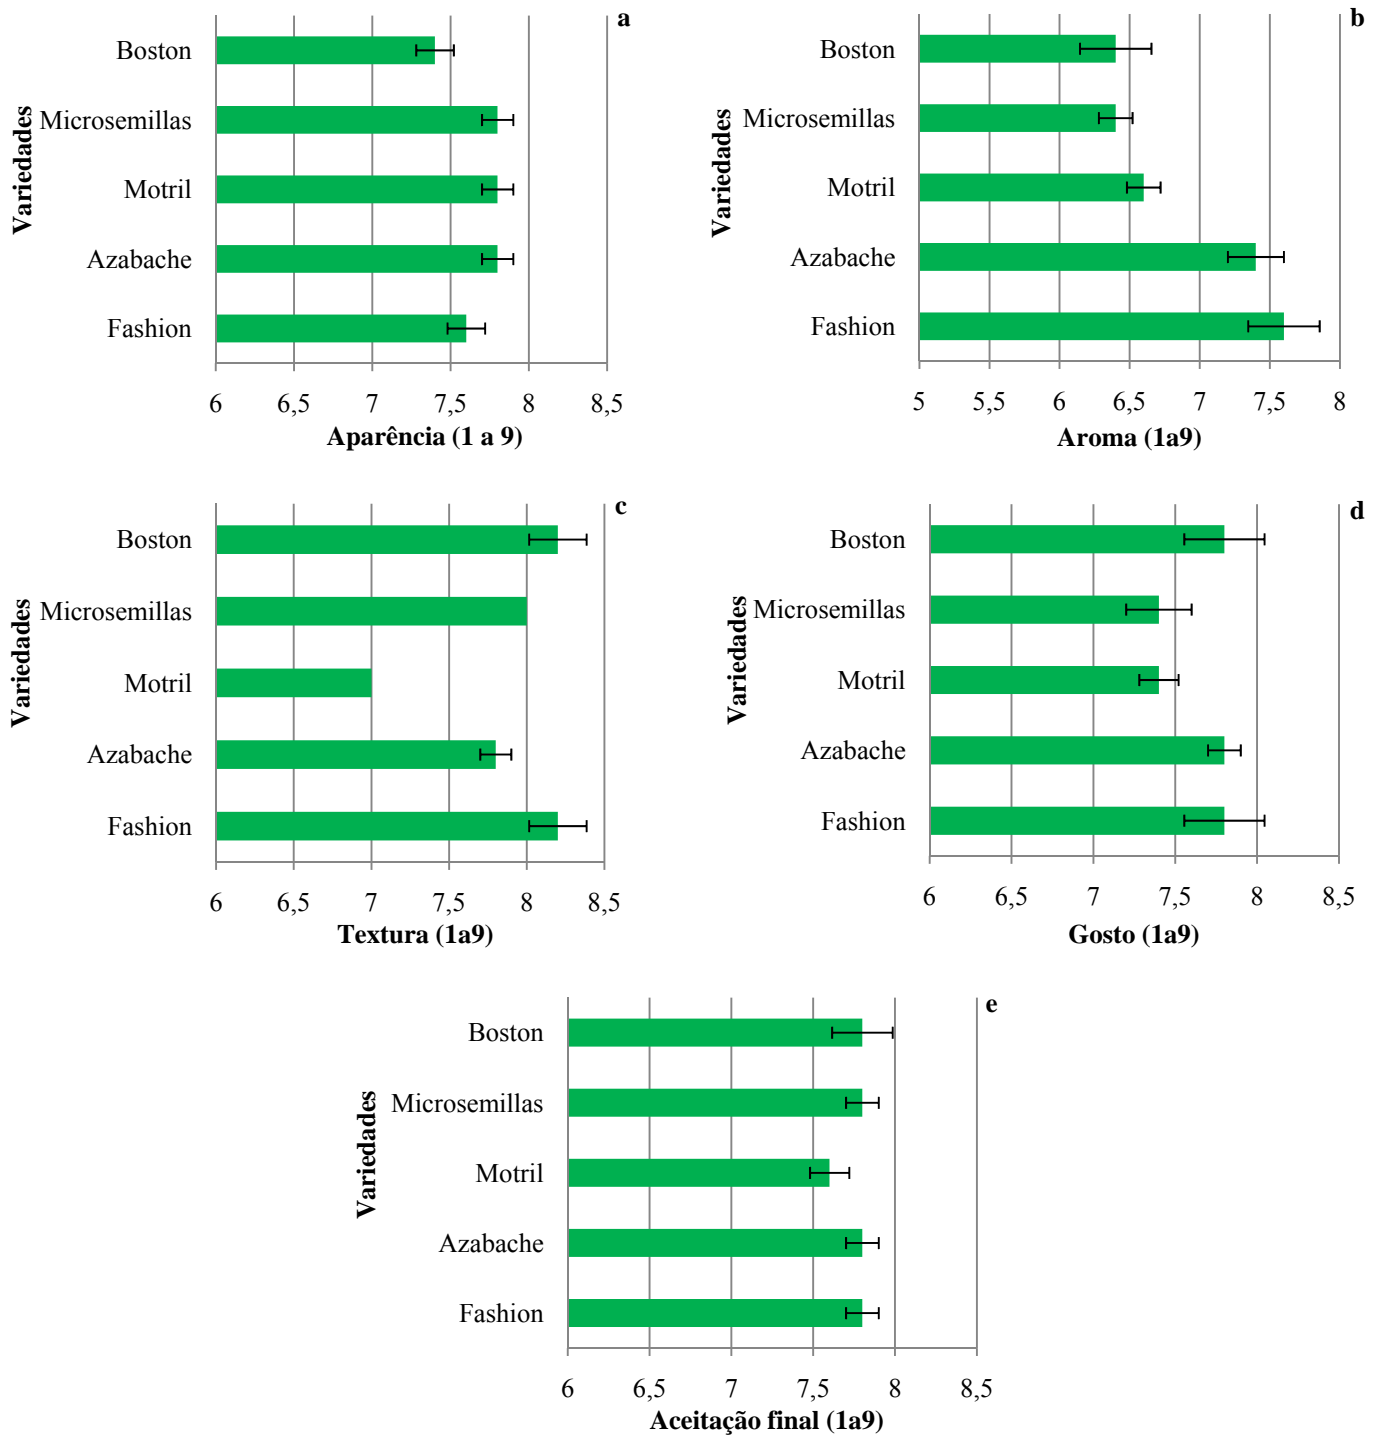 a
Variedades
Boston
Microsemillas
Motril
Azabache
Fashion
6 6,5 7 7,5 8 8,5
Aparência (1 a 9)
b
Variedades
Boston
Microsemillas
Motril
Azabache
Fashion
5 5,5 6 6,5 7 7,5 8
Aroma (1a9)
c
Variedades
Boston
Microsemillas
Motril
Azabache
Fashion
6 6,5 7 7,5 8 8,5
Textura (1a9)
d
Variedades
Boston
Microsemillas
Motril
Azabache
Fashion
6 6,5 7 7,5 8 8,5
Gosto (1a9)
e
Variedades
Boston
Microsemillas
Motril
Azabache
Fashion
6 6,5 7 7,5 8 8,5
Aceitação final (1a9)